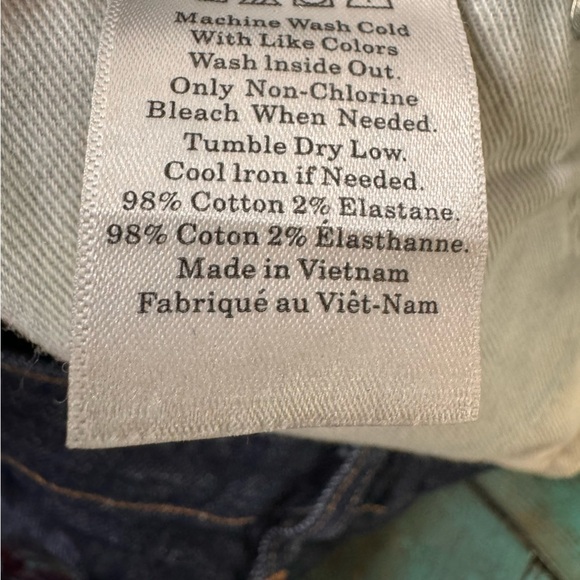 Machine Wash Cold
With Like Colors
Wash Inside Out.
Only Non-Chlorine
Bleach When Needed.
Tumble Dry Low.
Cool Iron if Needed.
98% Cotton 2% Elastane.
98% Coton 2% Élasthanne.
Made in Vietnam
Fabriqué au Viêt-Nam